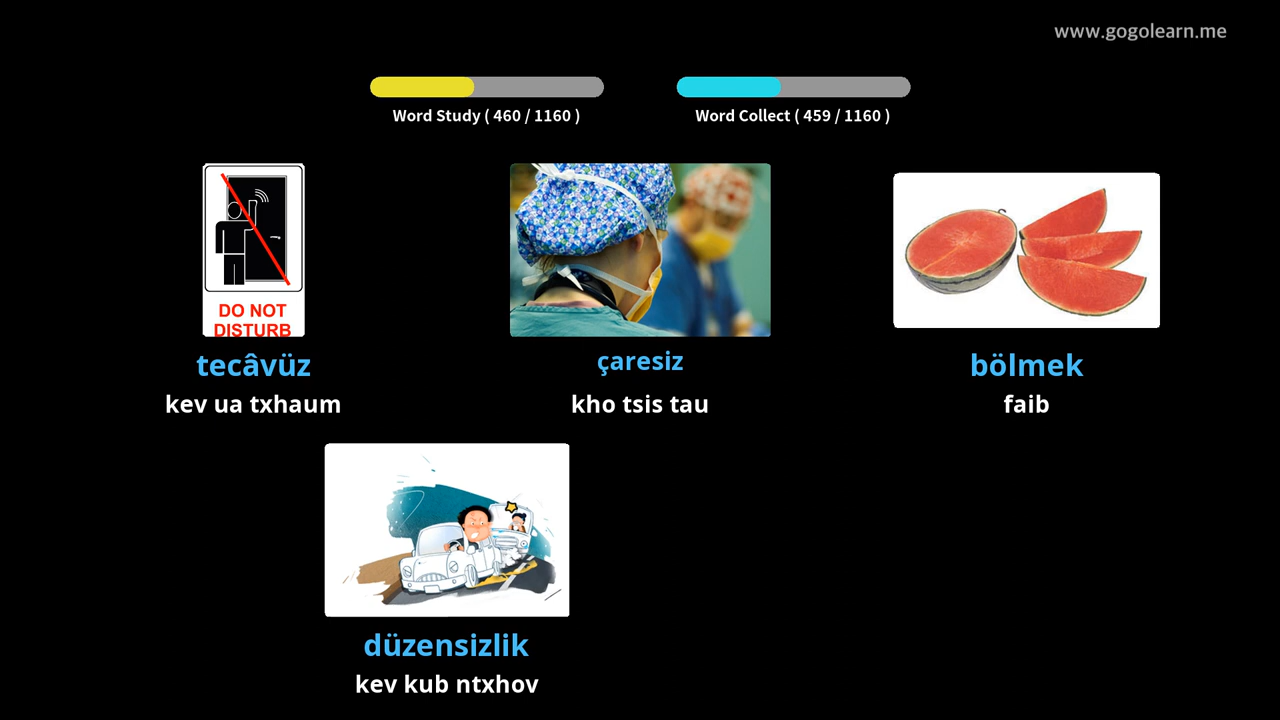 www.gogolearn.me
Word Study ( 460 / 1160 )
Word Collect ( 459 / 1160 )
DO NOT
DISTURB
tecâvüz
kev ua txhaum
çaresiz
kho tsis tau
bölmek
faib
düzensizlik
kev kub ntxhov